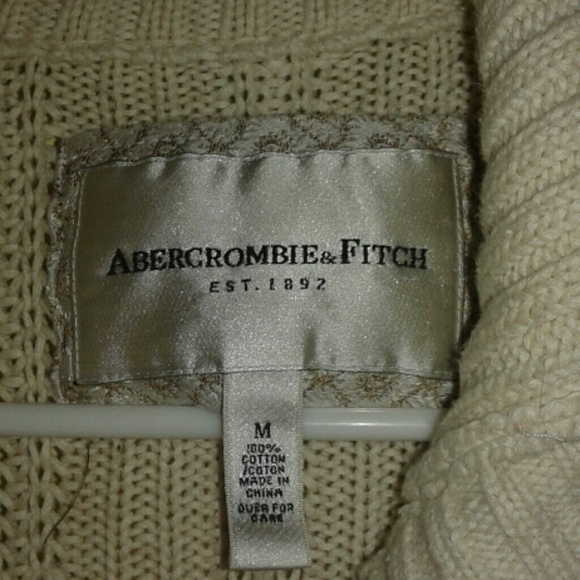 ABERCROMBIE & FITCH
EST. 1892
M
100%
COTTON
/COTON
MADE IN
CHINA
OVER FOR
CARE